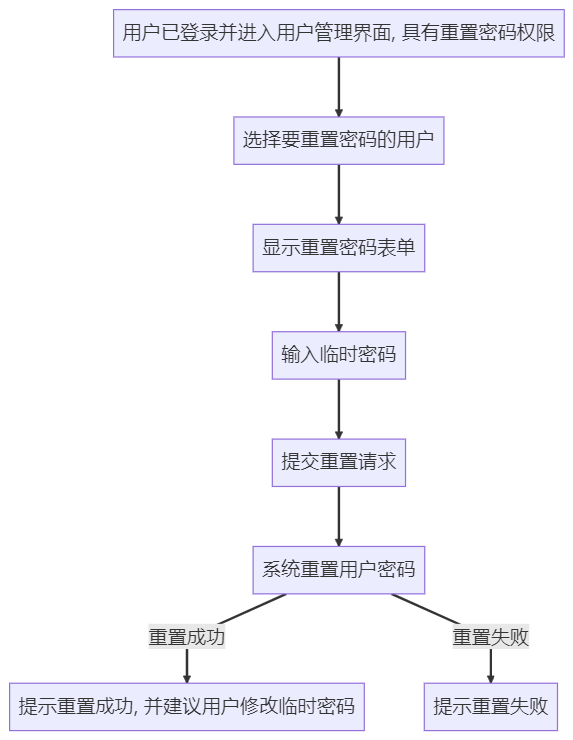 用户已登录并进入用户管理界面, 具有重置密码权限
选择要重置密码的用户
显示重置密码表单
输入临时密码
提交重置请求
系统重置用户密码
重置成功
重置失败
提示重置成功, 并建议用户修改临时密码
提示重置失败